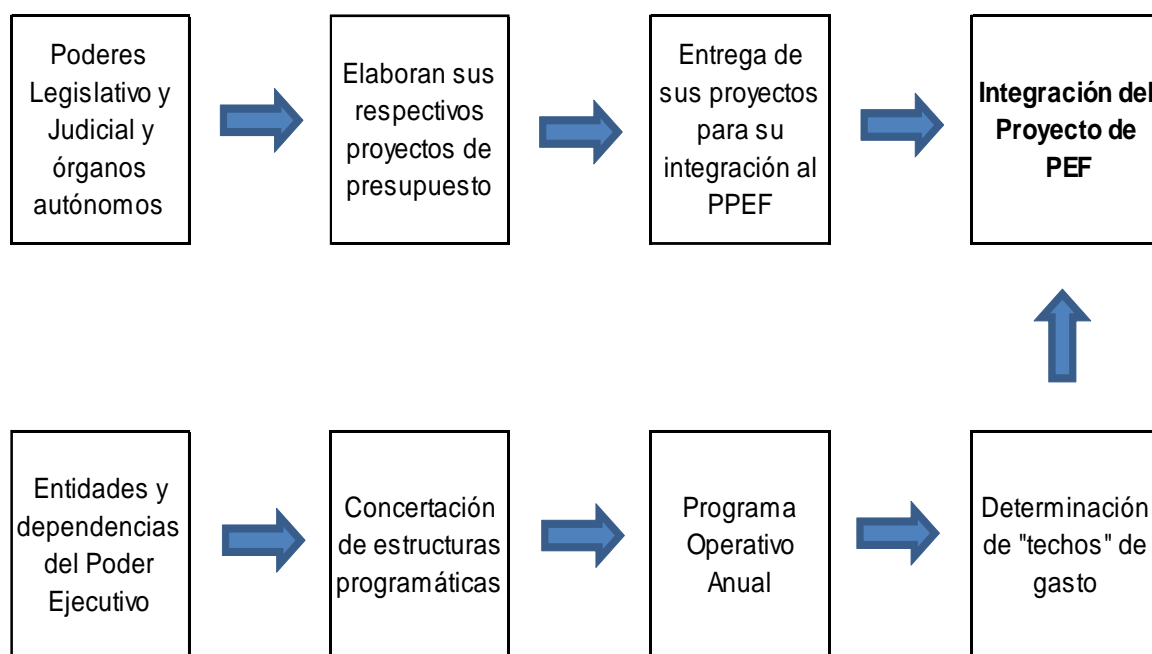 Poderes
Legislativo y
Judicial y
órganos
autónomos
Elaboran sus
respectivos
proyectos de
presupuesto
Entrega de
sus proyectos
para su
integración al
PPEF
Integración del
Proyecto de
PEF
Entidades y
dependencias
del Poder
Ejecutivo
Concertación
de estructuras
programáticas
Programa
Operativo
Anual
Determinación
de "techos" de
gasto